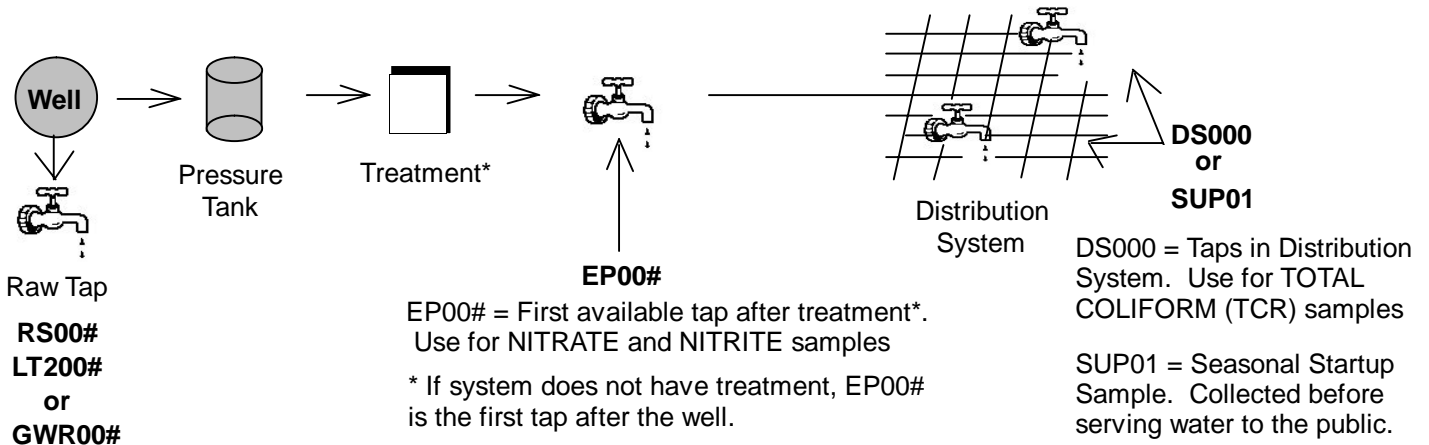 Well
Raw Tap
RS00#
LT200#
or
GWR00#
Pressure
Tank
Treatment*
EP00#
EP00# = First available tap after treatment*.
Use for NITRATE and NITRITE samples
* If system does not have treatment, EP00#
is the first tap after the well.
Distribution
System
DS000
or
SUP01
DS000 = Taps in Distribution
System. Use for TOTAL
COLIFORM (TCR) samples
SUP01 = Seasonal Startup
Sample. Collected before
serving water to the public.